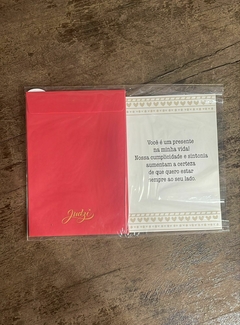 Você é um presente
na minha vida!
Nossa cumplicidade e sintonia
aumentam a certeza
de que quero estar
sempre ao seu lado.